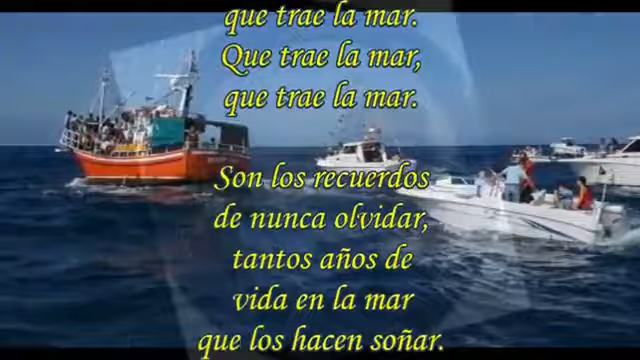 que trae la mar.
Que trae la mar,
que trae la mar.
Son los recuerdos
de nunca olvidar,
tantos años de
vida en la mar
que los hacen soñar.